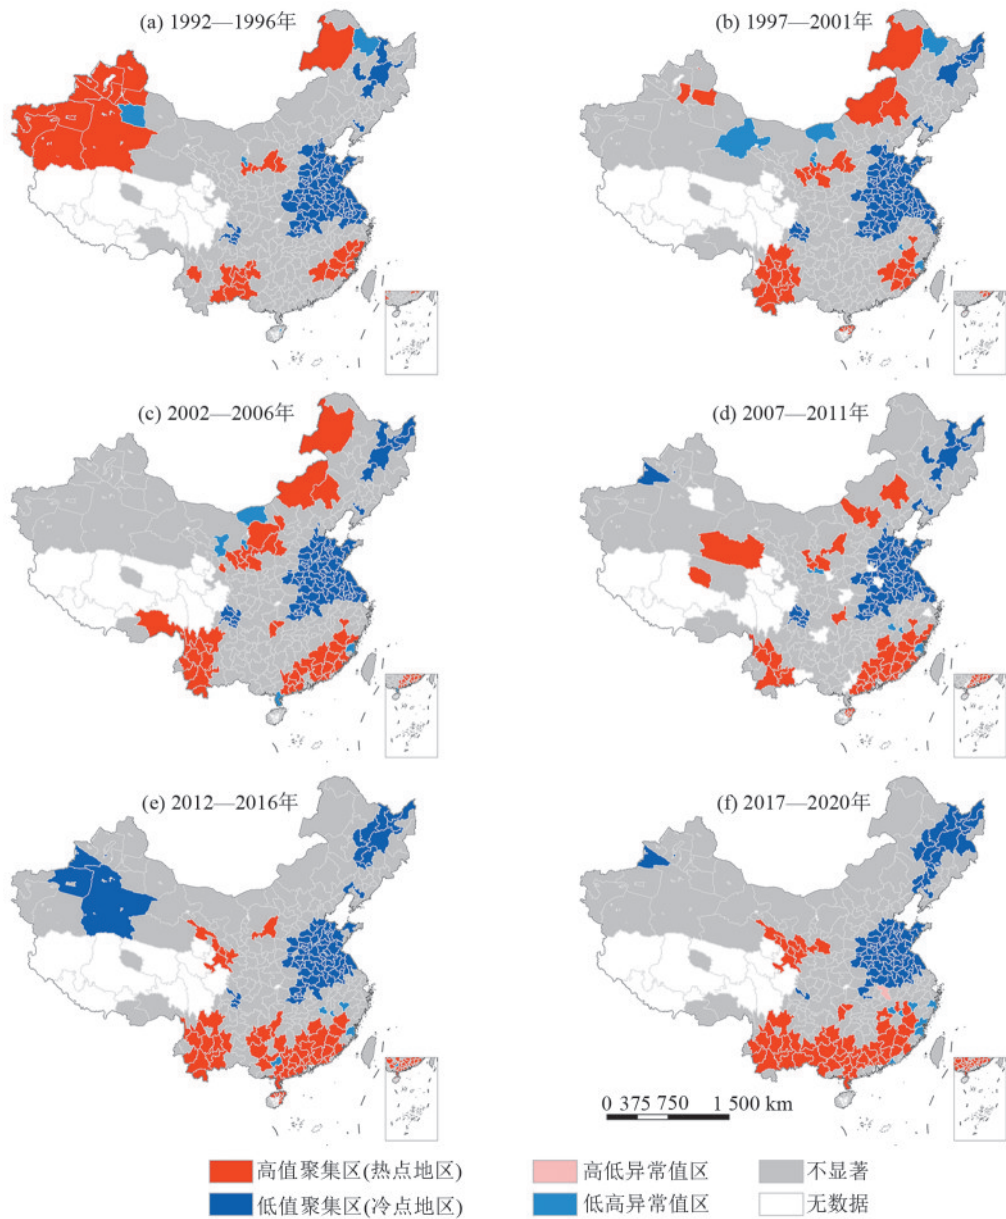 (a) 1992—1996年
(b) 1997—2001年
(c) 2002—2006年
(d) 2007—2011年
(e) 2012—2016年
(f) 2017—2020年
0 375 750 1 500 km
高值聚集区(热点地区)
高低异常值区
不显著
低值聚集区(冷点地区)
低高异常值区
无数据